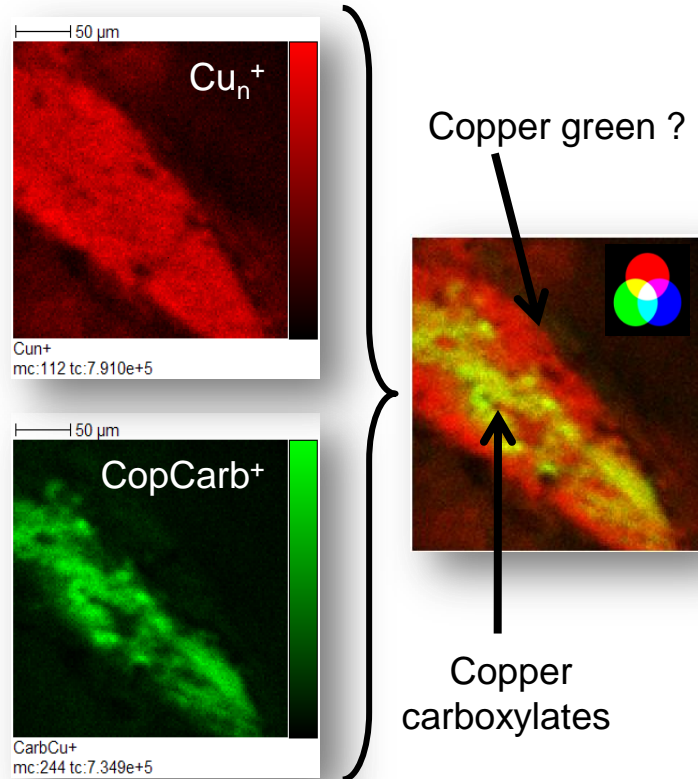 50 µm
Cuₙ⁺
Cun+
mc:112 tc:7.910e+5
50 µm
CopCarb⁺
CarbCu+
mc:244 tc:7.349e+5
Copper green ?
Copper
carboxylates